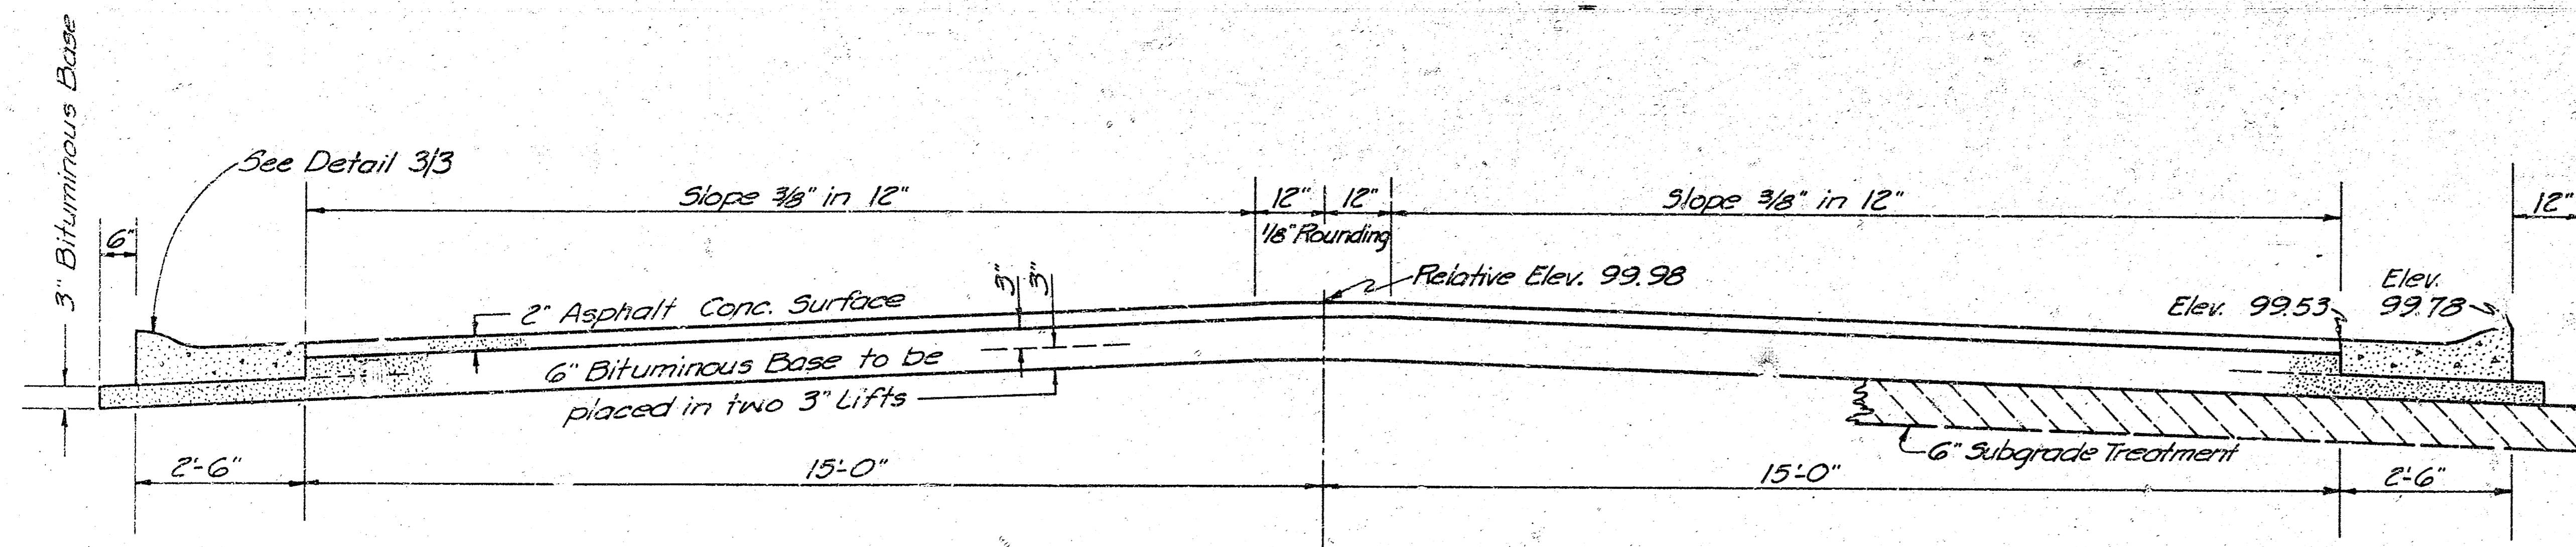 3" Bituminous Base
See Detail 3/3
6"
Slope 3/8" in 12"
12"
12"
1/8" Rounding
Slope 3/8" in 12"
12"
Relative Elev. 99.98
Elev. 99.53
Elev.
99.78
3"
3"
2" Asphalt Conc. Surface
6" Bituminous Base to be
placed in two 3" Lifts
6" Subgrade Treatment
2'-6"
15'-0"
15'-0"
2'-6"